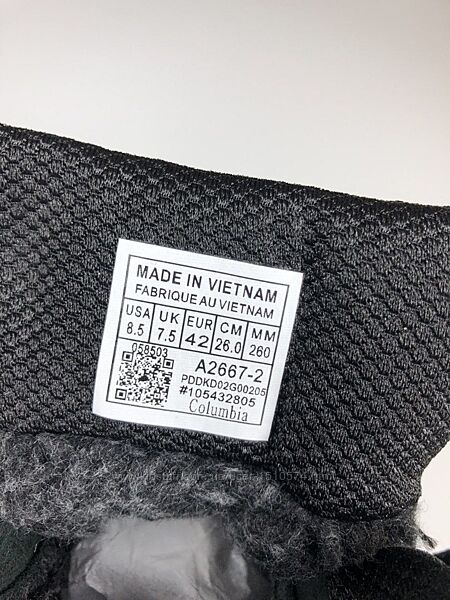 MADE IN VIETNAM
FABRIQUE AU VIETNAM
USA UK EUR CM MM
8.5 7.5 42 26.0 260
058503
A2667-2
PDDKD02G00205
#105432805
Columbia